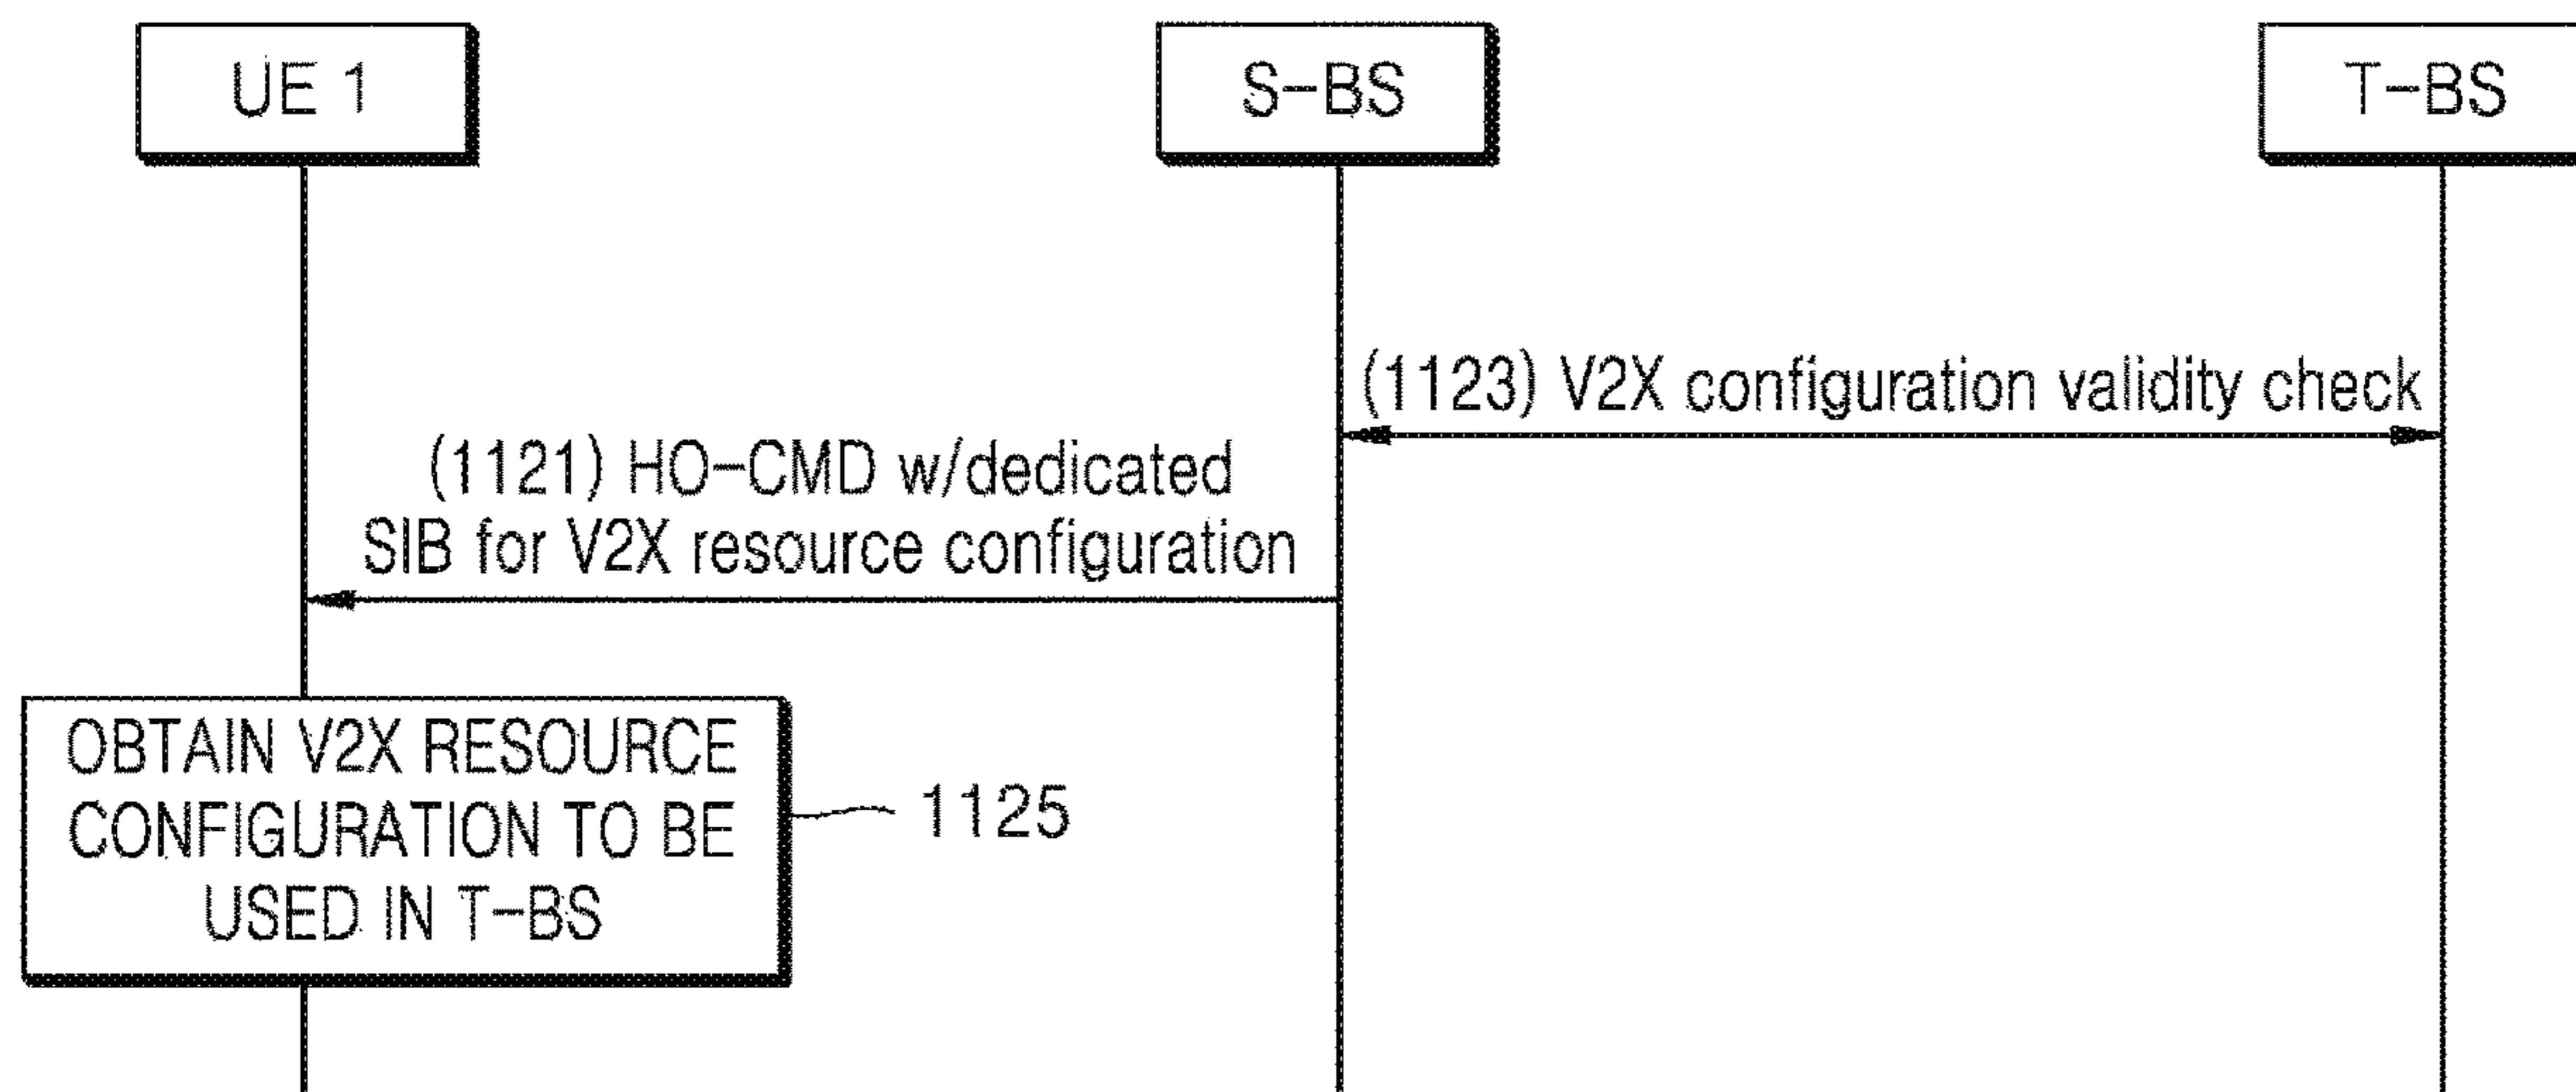 UE 1
S-BS
T-BS
(1123) V2X configuration validity check
(1121) HO-CMD w/dedicated
SIB for V2X resource configuration
OBTAIN V2X RESOURCE
CONFIGURATION TO BE
USED IN T-BS
1125